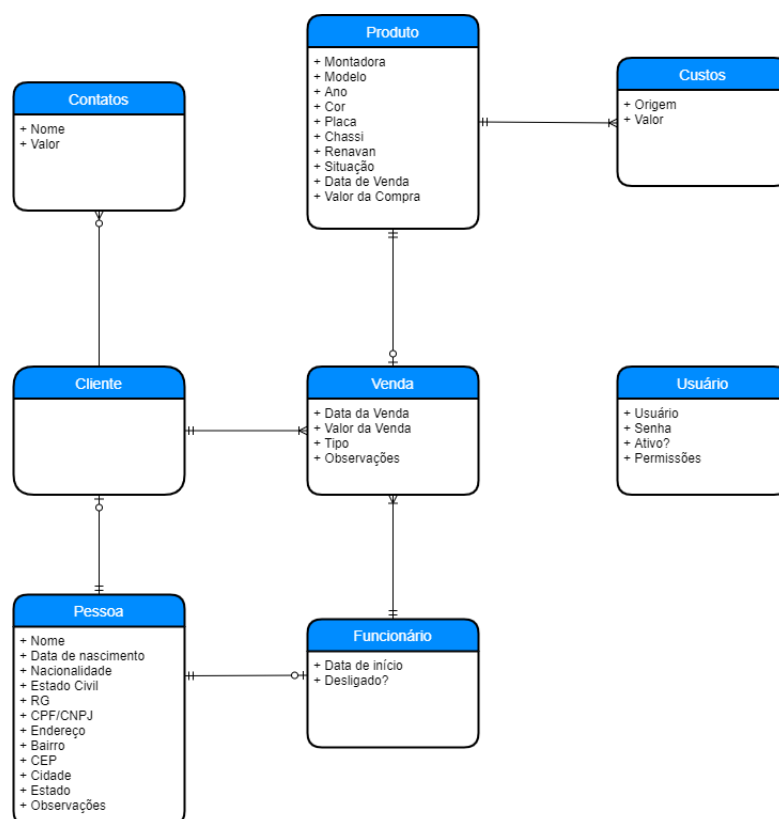 Produto
+ Montadora
+ Modelo
+ Ano
+ Cor
+ Placa
+ Chassi
+ Renavan
+ Situação
+ Data de Venda
+ Valor da Compra
Custos
+ Origem
+ Valor
Contatos
+ Nome
+ Valor
Cliente
Venda
+ Data da Venda
+ Valor da Venda
+ Tipo
+ Observações
Usuário
+ Usuário
+ Senha
+ Ativo?
+ Permissões
Pessoa
+ Nome
+ Data de nascimento
+ Nacionalidade
+ Estado Civil
+ RG
+ CPF/CNPJ
+ Endereço
+ Bairro
+ CEP
+ Cidade
+ Estado
+ Observações
Funcionário
+ Data de início
+ Desligado?